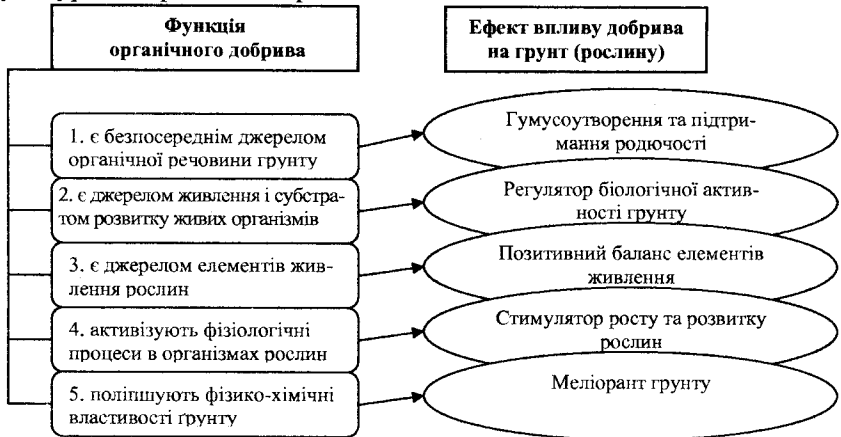 Функція
органічного добрива
Ефект впливу добрива
на грунт (рослину)
1. є безпосереднім джерелом
органічної речовини грунту
Гумусоутворення та підтри-
мання родючості
2. є джерелом живлення і субстра-
том розвитку живих організмів
Регулятор біологічної актив-
ності грунту
3. є джерелом елементів жив-
лення рослин
Позитивний баланс елементів
живлення
4. активізують фізіологічні
процеси в організмах рослин
Стимулятор росту та розвитку
рослин
5. поліпшують фізико-хімічні
властивості ґрунту
Меліорант грунту